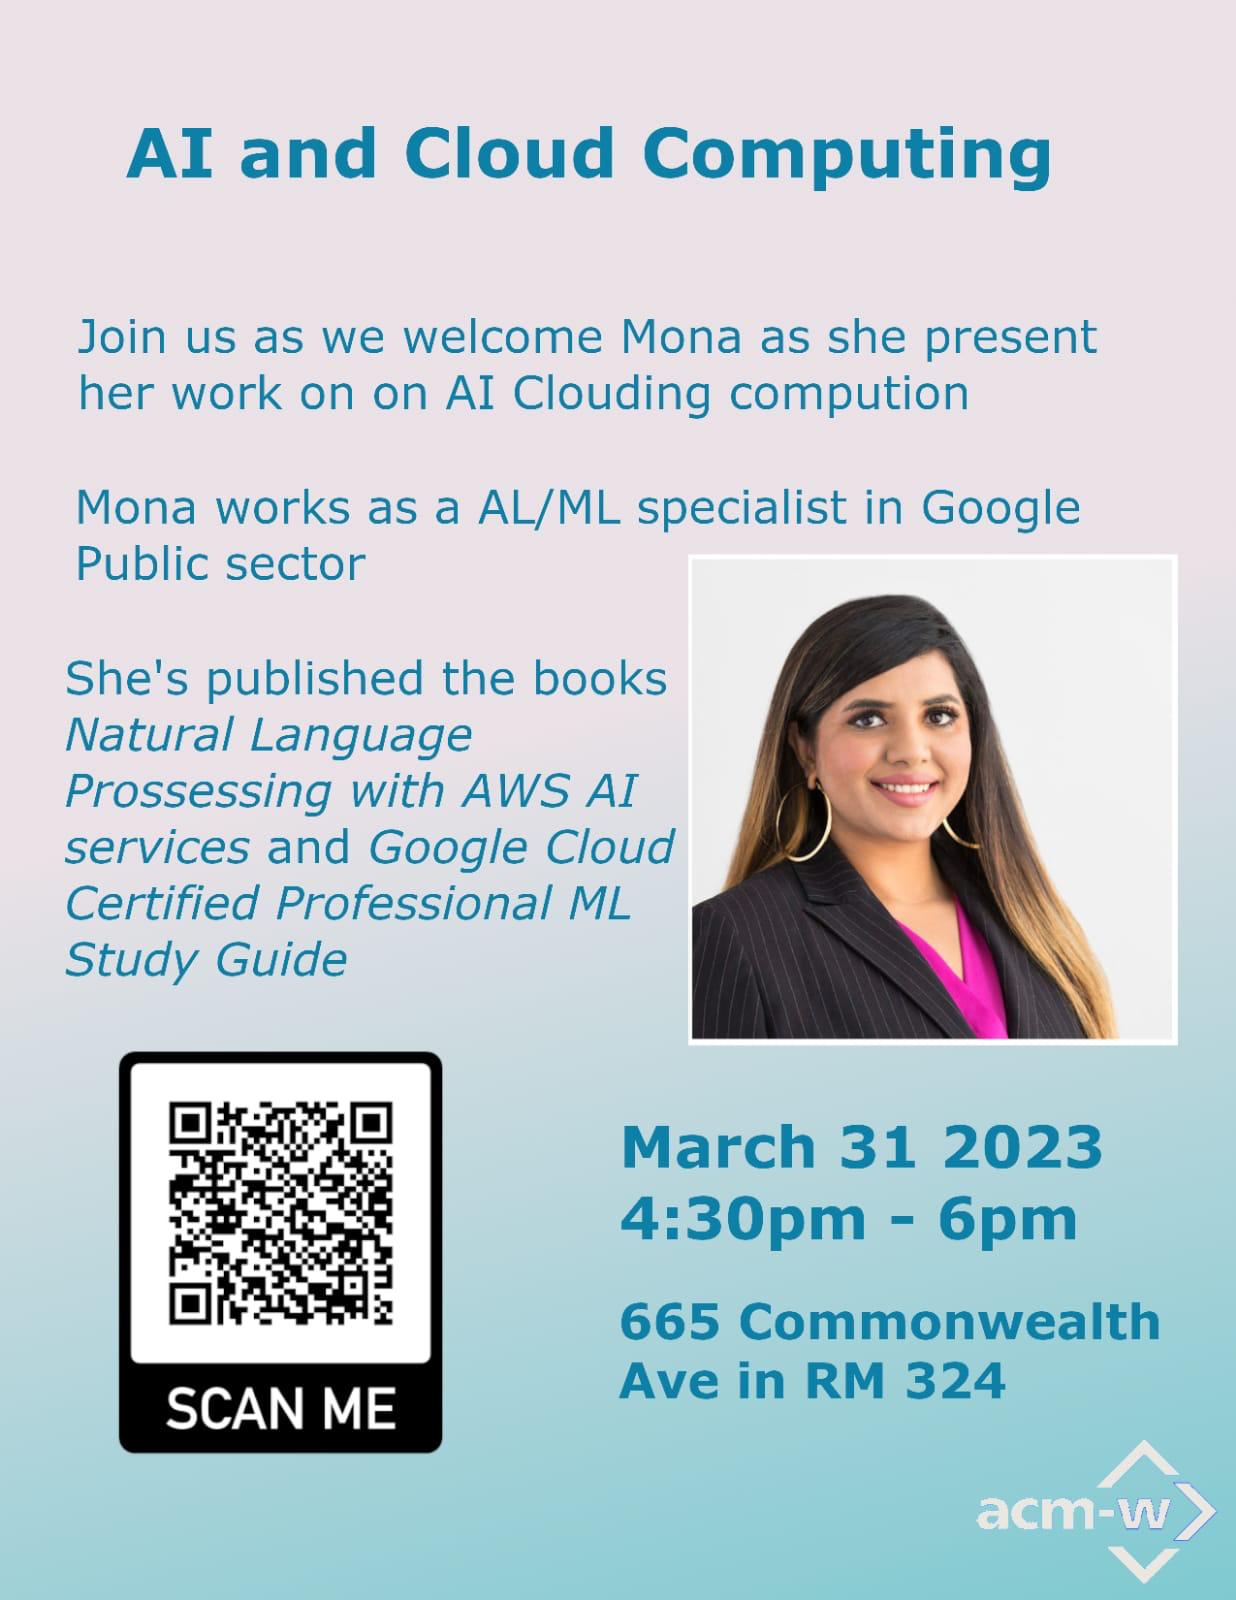 AI and Cloud Computing
Join us as we welcome Mona as she present
her work on on AI Clouding compution
Mona works as a AL/ML specialist in Google
Public sector
She's published the books
Natural Language
Prossessing with AWS AI
services and Google Cloud
Certified Professional ML
Study Guide
SCAN ME
March 31 2023
4:30pm - 6pm
665 Commonwealth
Ave in RM 324
acm-w